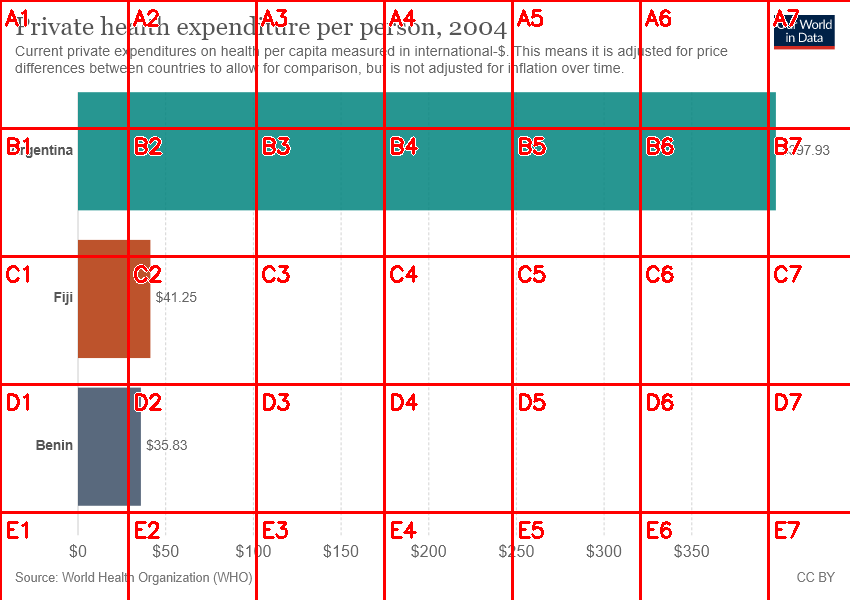 Private health expenditure per person, 2004
Current private expenditures on health per capita measured in international-$. This means it is adjusted for price
differences between countries to allow for comparison, but is not adjusted for inflation over time.
Our World
in Data
Argentina
$397.93
Fiji
$41.25
Benin
$35.83
$0 $50 $100 $150 $200 $250 $300 $350
Source: World Health Organization (WHO)
CC BY
A1 A2 A3 A4 A5 A6 A7
B1 B2 B3 B4 B5 B6 B7
C1 C2 C3 C4 C5 C6 C7
D1 D2 D3 D4 D5 D6 D7
E1 E2 E3 E4 E5 E6 E7